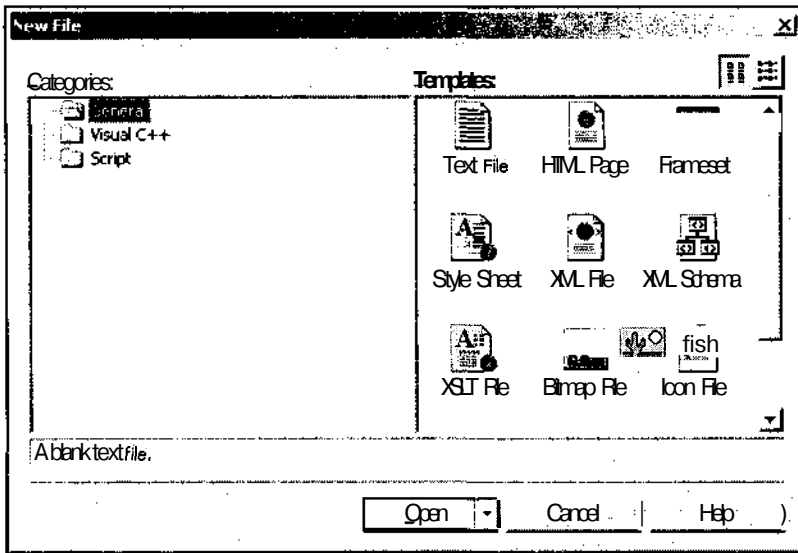 New File
Categories:
Templates:
General
Visual C++
Script
Text File
HTML Page
Frameset
Style Sheet
XML File
XML Schema
fish
XSLT File
Bitmap File
Icon File
A blank text file.
Open
Cancel
Help